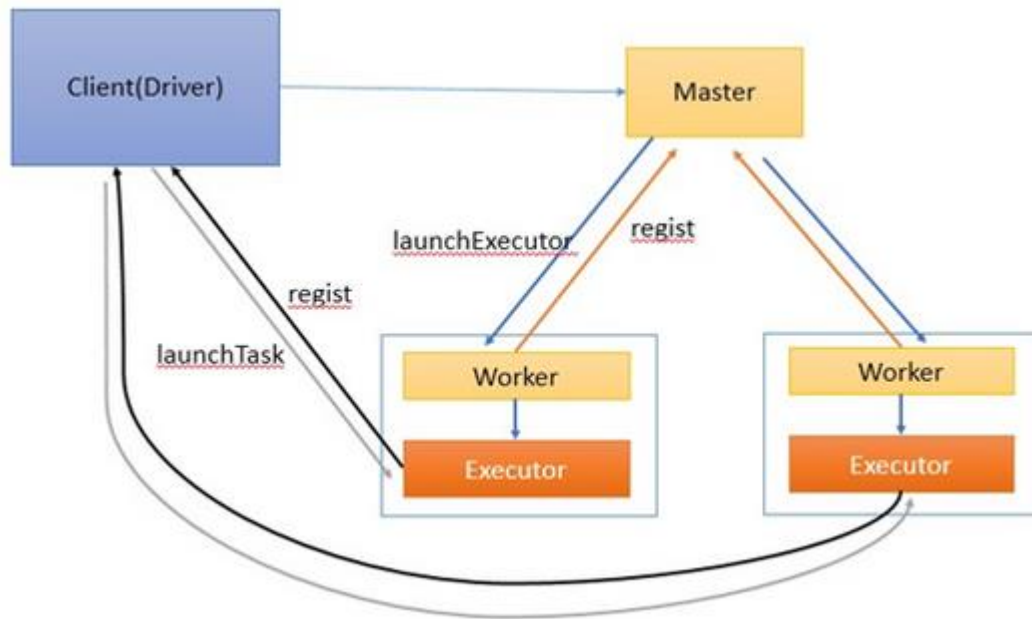 Client(Driver)
Master
launchExecutor
regist
regist
launchTask
Worker
Worker
Executor
Executor